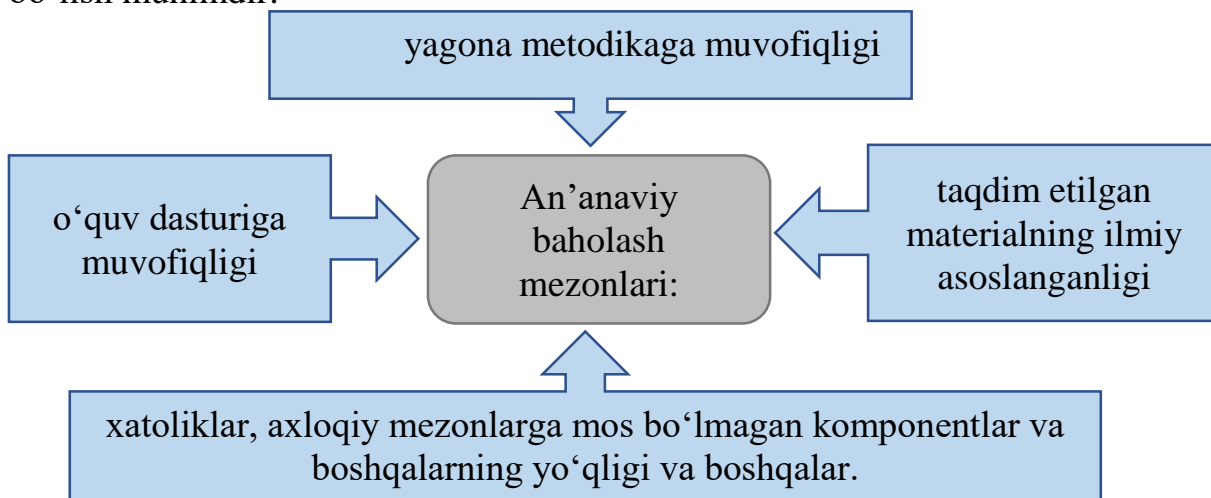 yagona metodikaga muvofiqligi
o‘quv dasturiga
muvofiqligi
An’anaviy
baholash
mezonlari:
taqdim etilgan
materialning ilmiy
asoslanganligi
xatoliklar, axloqiy mezonlarga mos bo‘lmagan komponentlar va
boshqalarning yo‘qligi va boshqalar.